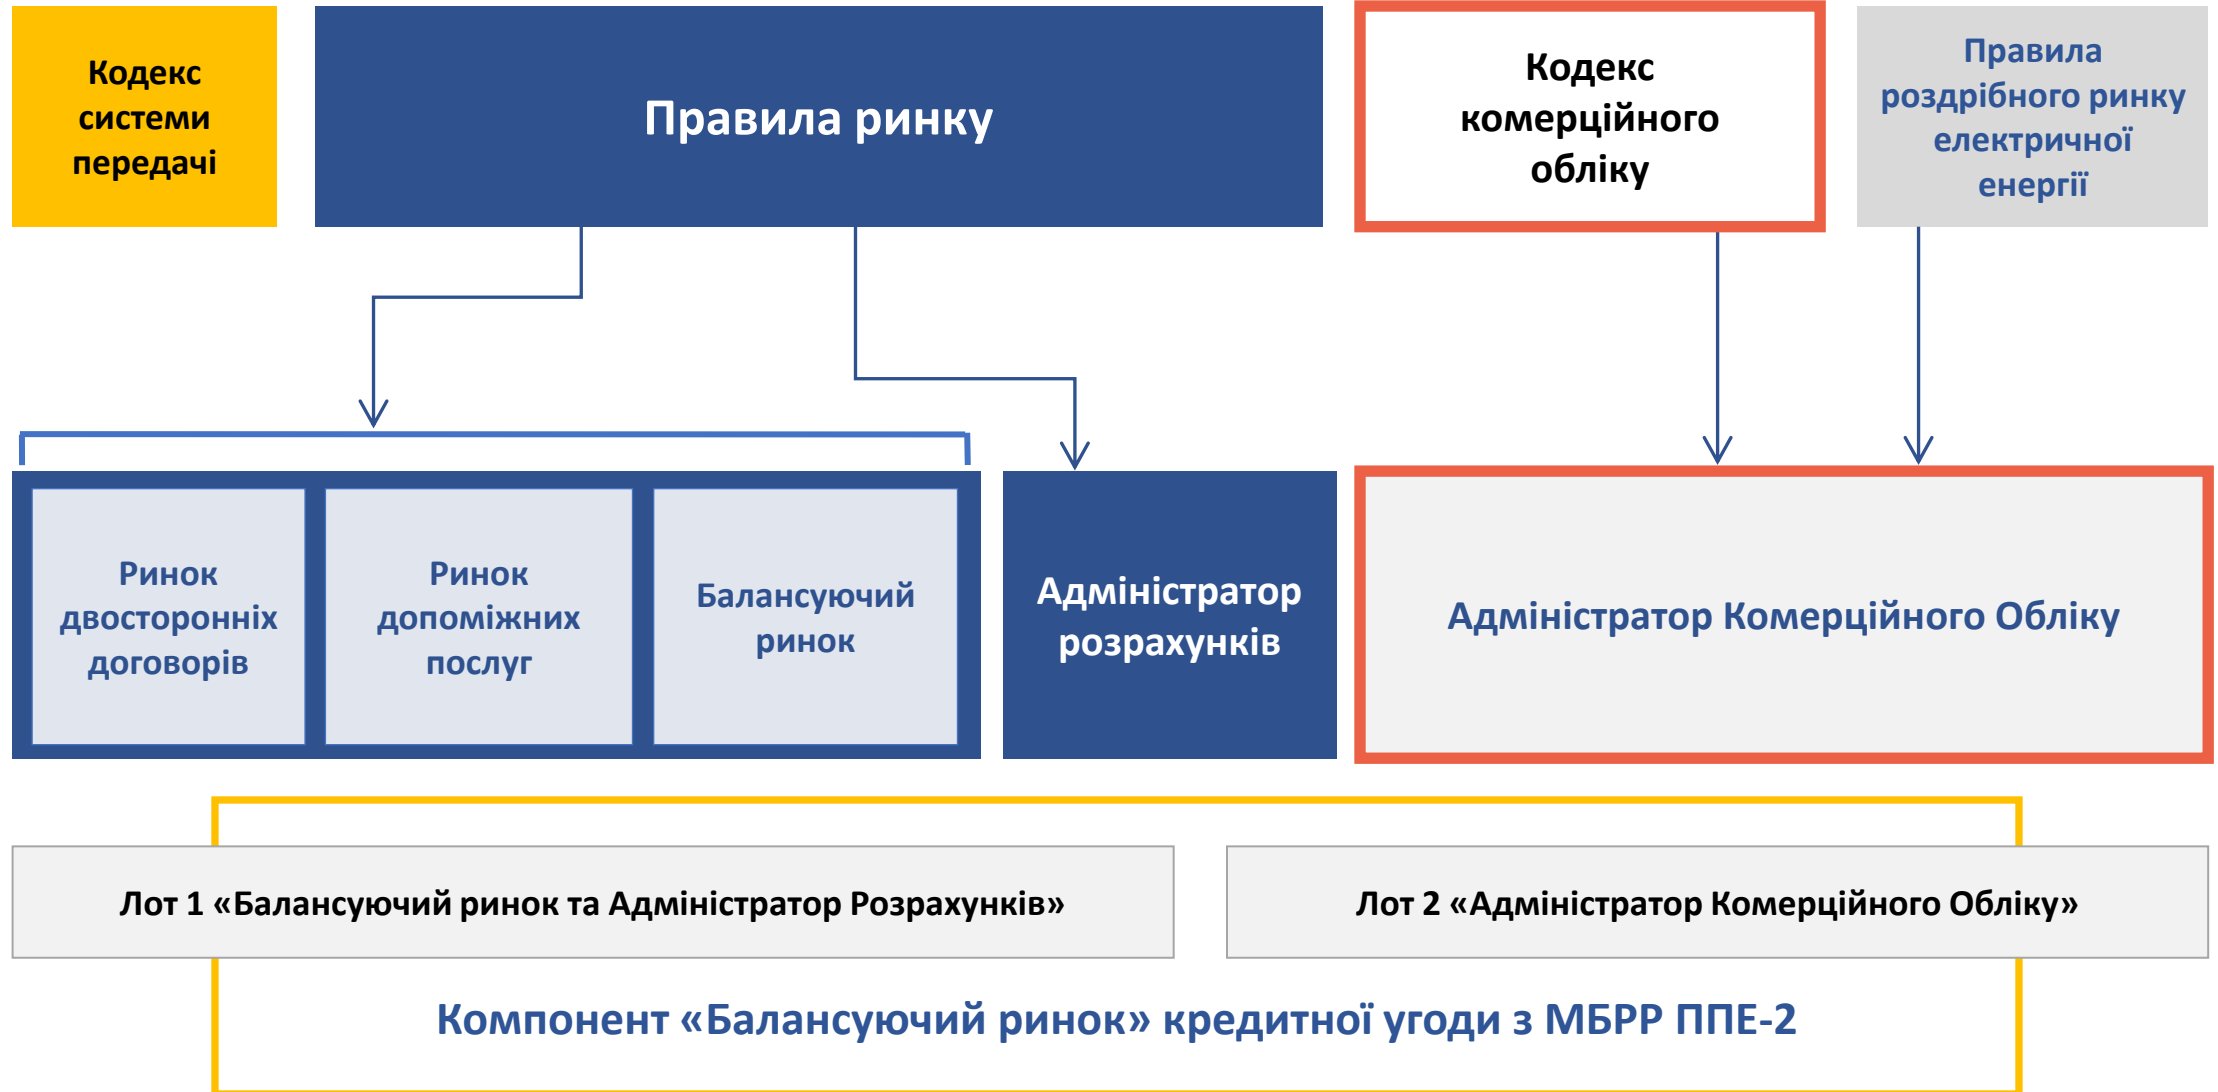 Кодекс
системи
передачі
Правила ринку
Кодекс
комерційного
обліку
Правила
роздрібного ринку
електричної
енергії
Ринок
двосторонніх
договорів
Ринок
допоміжних
послуг
Балансуючий
ринок
Адміністратор
розрахунків
Адміністратор Комерційного Обліку
Лот 1 «Балансуючий ринок та Адміністратор Розрахунків»
Лот 2 «Адміністратор Комерційного Обліку»
Компонент «Балансуючий ринок» кредитної угоди з МБРР ППЕ-2